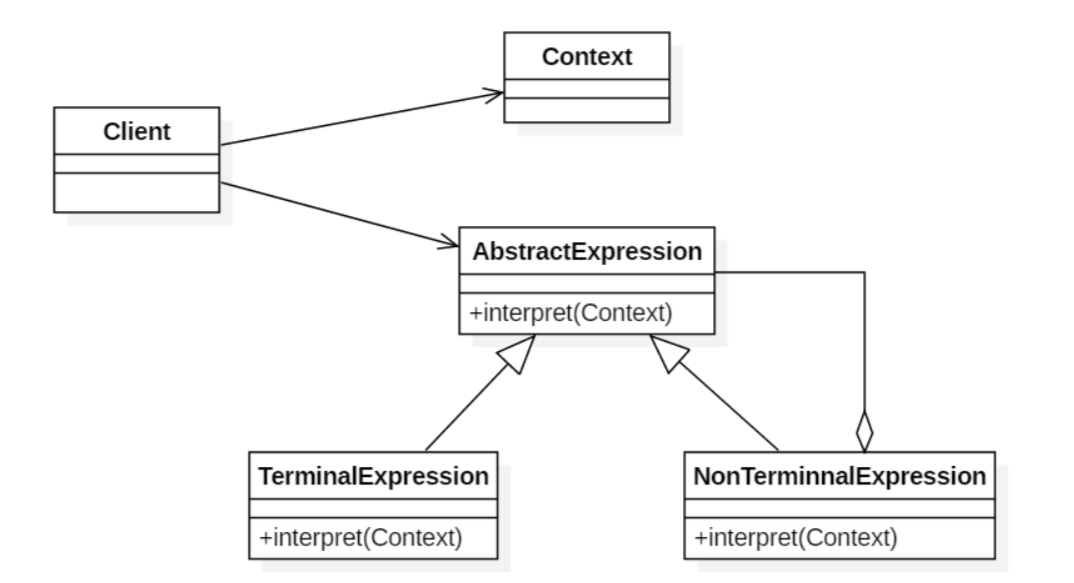 Context
Client
AbstractExpression
+interpret(Context)
TerminalExpression
+interpret(Context)
NonTerminnalExpression
+interpret(Context)